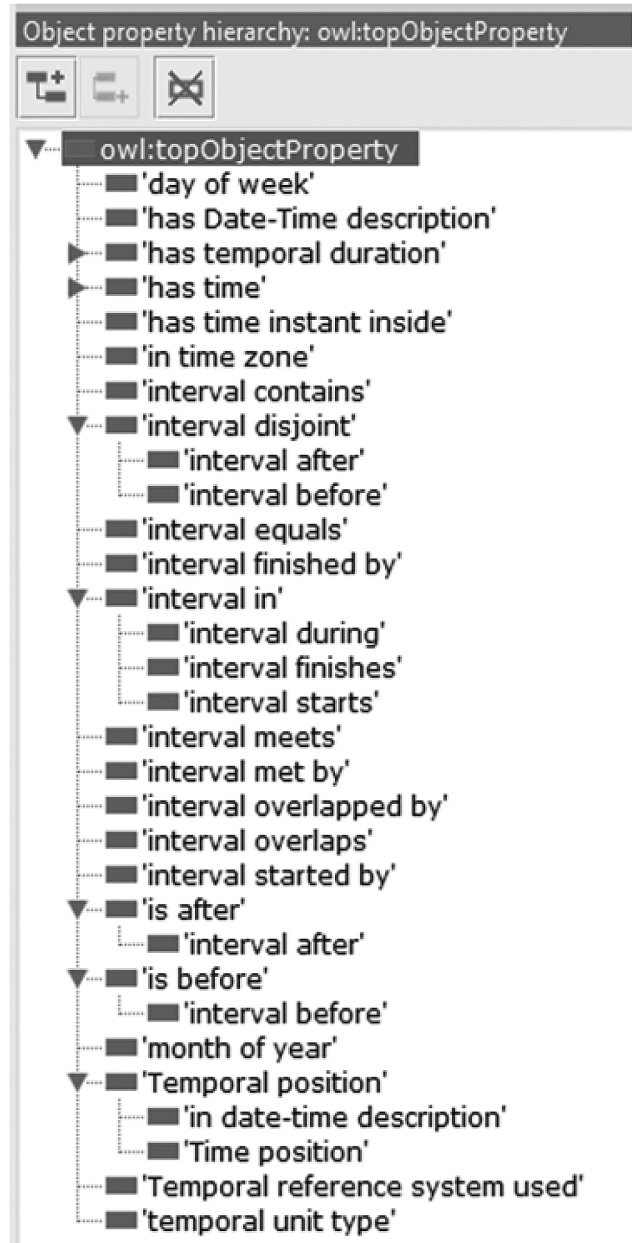 Object property hierarchy: owl:topObjectProperty
owl:topObjectProperty
'day of week'
'has Date-Time description'
'has temporal duration'
'has time'
'has time instant inside'
'in time zone'
'interval contains'
'interval disjoint'
'interval after'
'interval before'
'interval equals'
'interval finished by'
'interval in'
'interval during'
'interval finishes'
'interval starts'
'interval meets'
'interval met by'
'interval overlapped by'
'interval overlaps'
'interval started by'
'is after'
'interval after'
'is before'
'interval before'
'month of year'
'Temporal position'
'in date-time description'
'Time position'
'Temporal reference system used'
'temporal unit type'